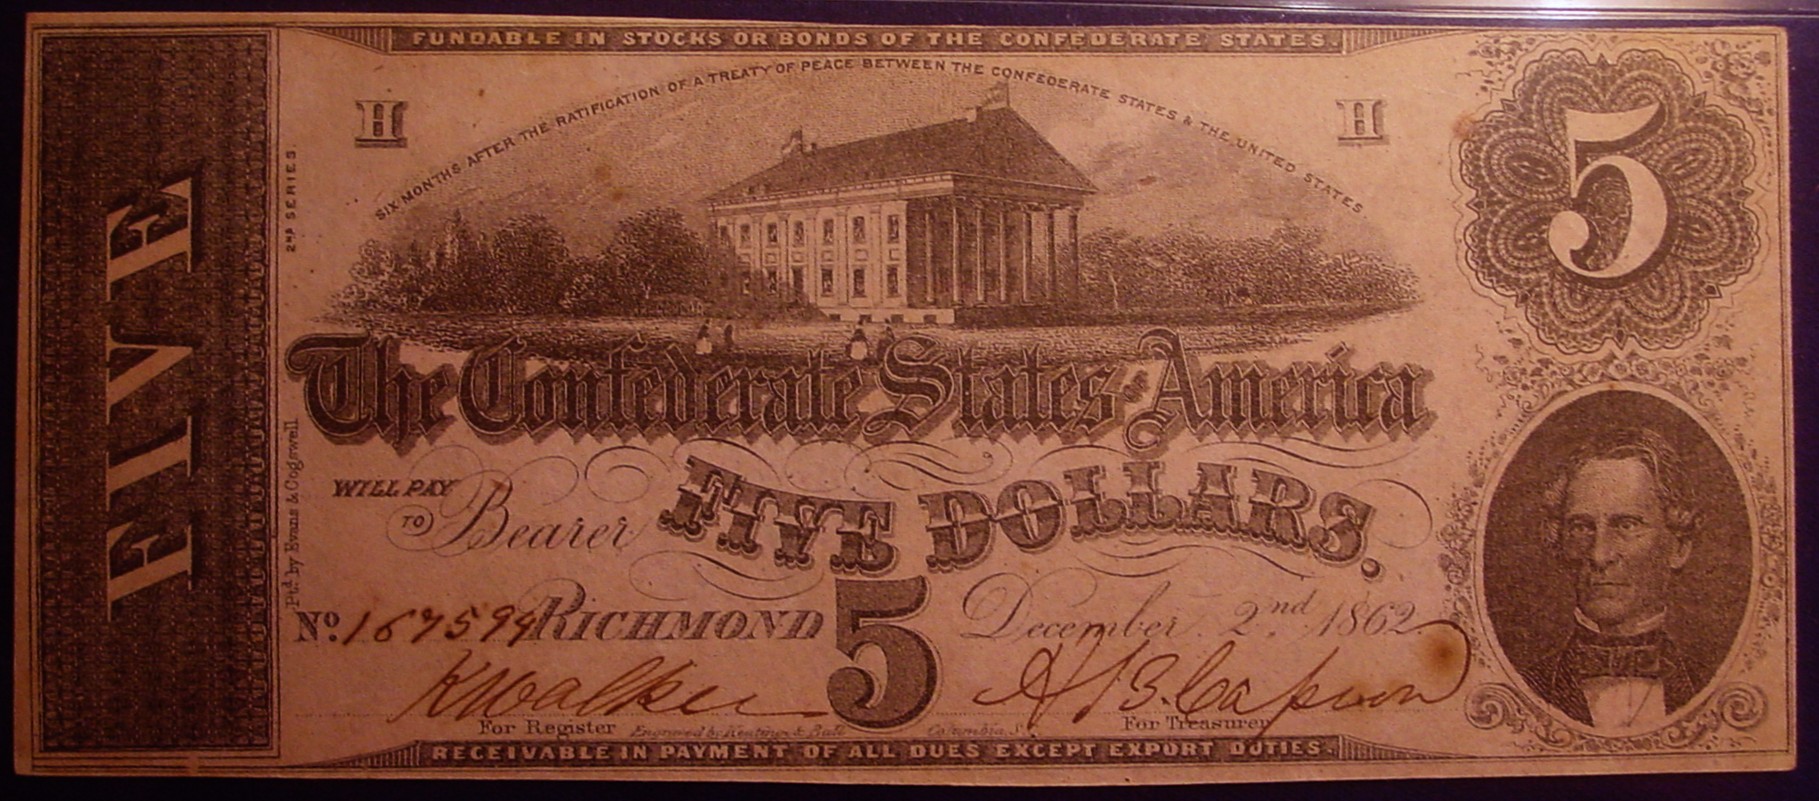 FUNDABLE IN STOCKS OR BONDS OF THE CONFEDERATE STATES.
SIX MONTHS AFTER THE RATIFICATION OF A TREATY OF PEACE BETWEEN THE CONFEDERATE STATES & THE UNITED STATES
H H
5
FIVE
2ND SERIES.
The Confederate States of America
WILL PAY
TO Bearer FIVE DOLLARS.
Ptd. by Evans & Cogswell
No. 167594 RICHMOND 5 December 2nd 1862
K Walker
For Register Engraved by Keatinge & Ball Columbia, S. For Treasurer
RECEIVABLE IN PAYMENT OF ALL DUES EXCEPT EXPORT DUTIES.